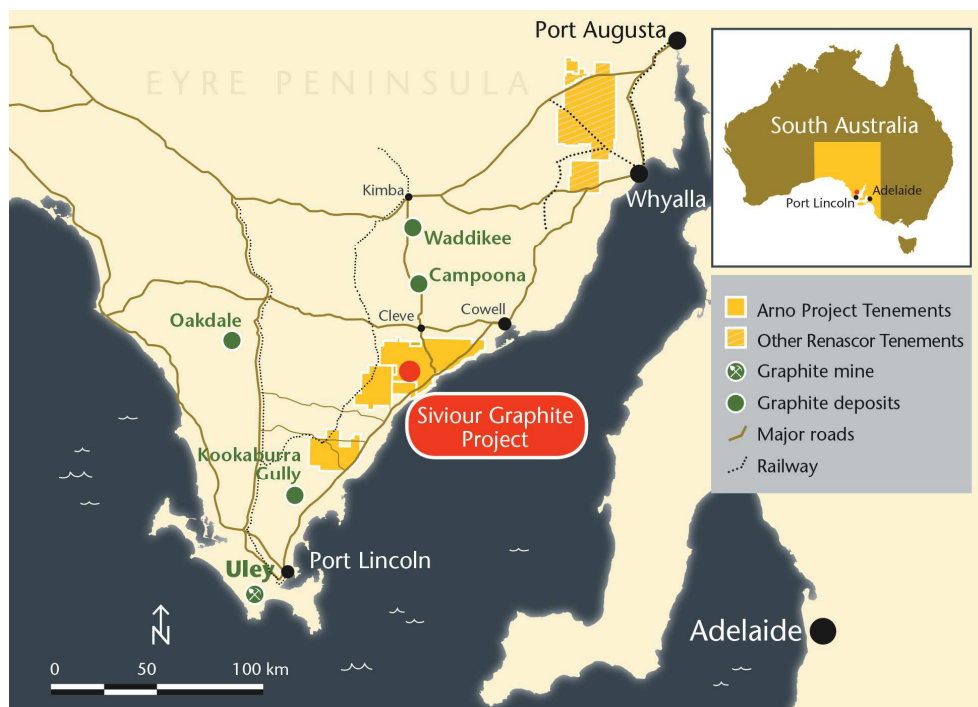 Port Augusta
EYRE PENINSULA
South Australia
Adelaide
Port Lincoln
Kimba
Whyalla
Waddikee
Campoona
Cleve
Cowell
Oakdale
Siviour Graphite
Project
Kookaburra
Gully
Port Lincoln
Uley
Adelaide
N
0 50 100 km
Arno Project Tenements
Other Renascor Tenements
Graphite mine
Graphite deposits
Major roads
Railway